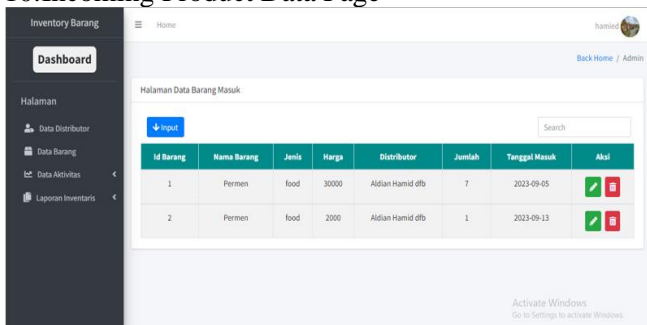 10.Incoming Product Data Page
Inventory Barang
Home
hamied
Dashboard
Back Home / Admin
Halaman
Data Distributor
Data Barang
Data Aktivitas
Laporan Inventaris
Halaman Data Barang Masuk
Input
Search
Id Barang Nama Barang Jenis Harga Distributor Jumlah Tanggal Masuk Aksi
1 Permen food 30000 Aldian Hamid dfb 7 2023-09-05
2 Permen food 2000 Aldian Hamid dfb 1 2023-09-13
Activate Windows
Go to Settings to activate Windows.